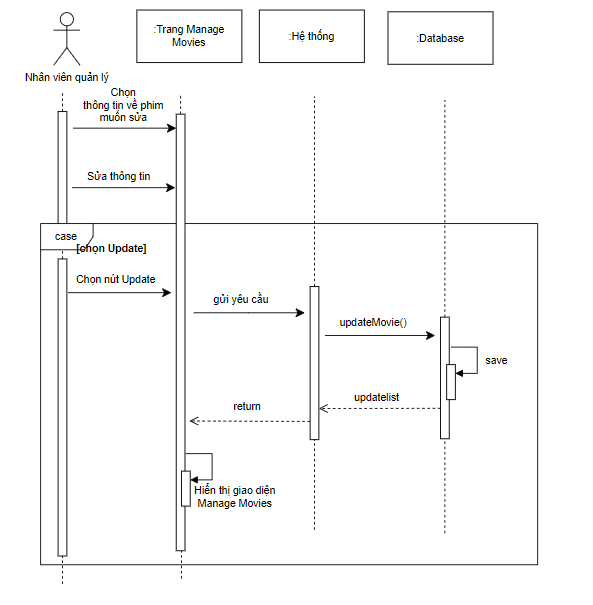 :Trang Manage
Movies
:Hệ thống
:Database
Nhân viên quản lý
Chọn
thông tin về phim
muốn sửa
Sửa thông tin
case
[chọn Update]
Chọn nút Update
gửi yêu cầu
updateMovie()
save
updatelist
return
Hiển thị giao diện
Manage Movies